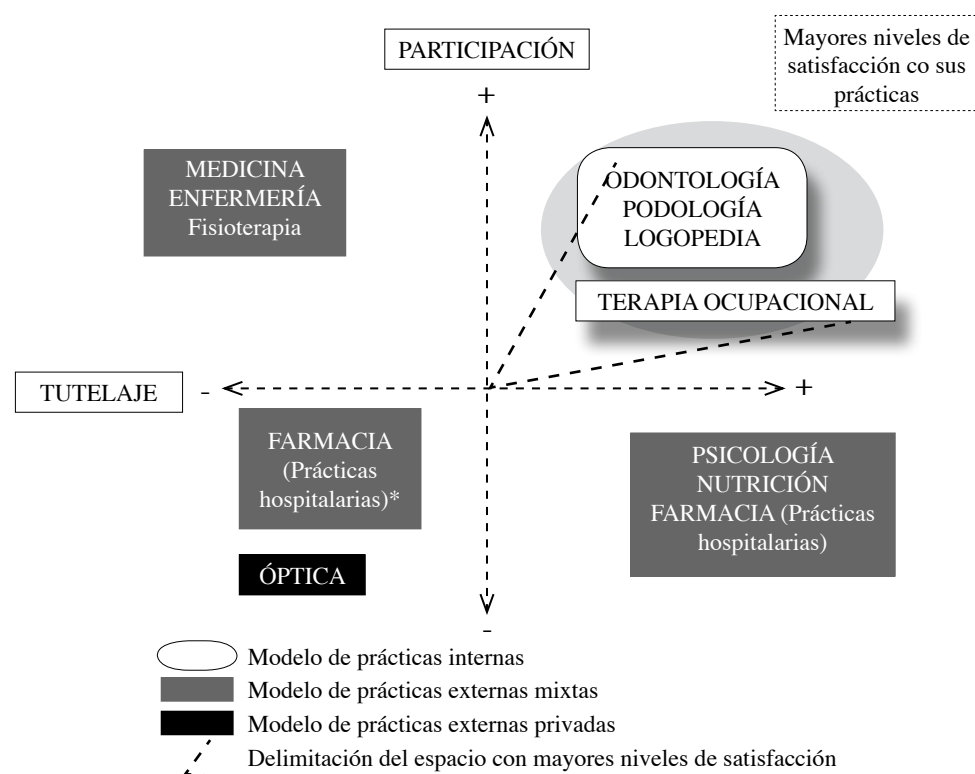 PARTICIPACIÓN
Mayores niveles de
satisfacción co sus
prácticas
+
MEDICINA
ENFERMERÍA
Fisioterapia
ODONTOLOGÍA
PODOLOGÍA
LOGOPEDIA
TERAPIA OCUPACIONAL
TUTELAJE
-
+
FARMACIA
(Prácticas
hospitalarias)*
PSICOLOGÍA
NUTRICIÓN
FARMACIA (Prácticas
hospitalarias)
ÓPTICA
-
Modelo de prácticas internas
Modelo de prácticas externas mixtas
Modelo de prácticas externas privadas
Delimitación del espacio con mayores niveles de satisfacción